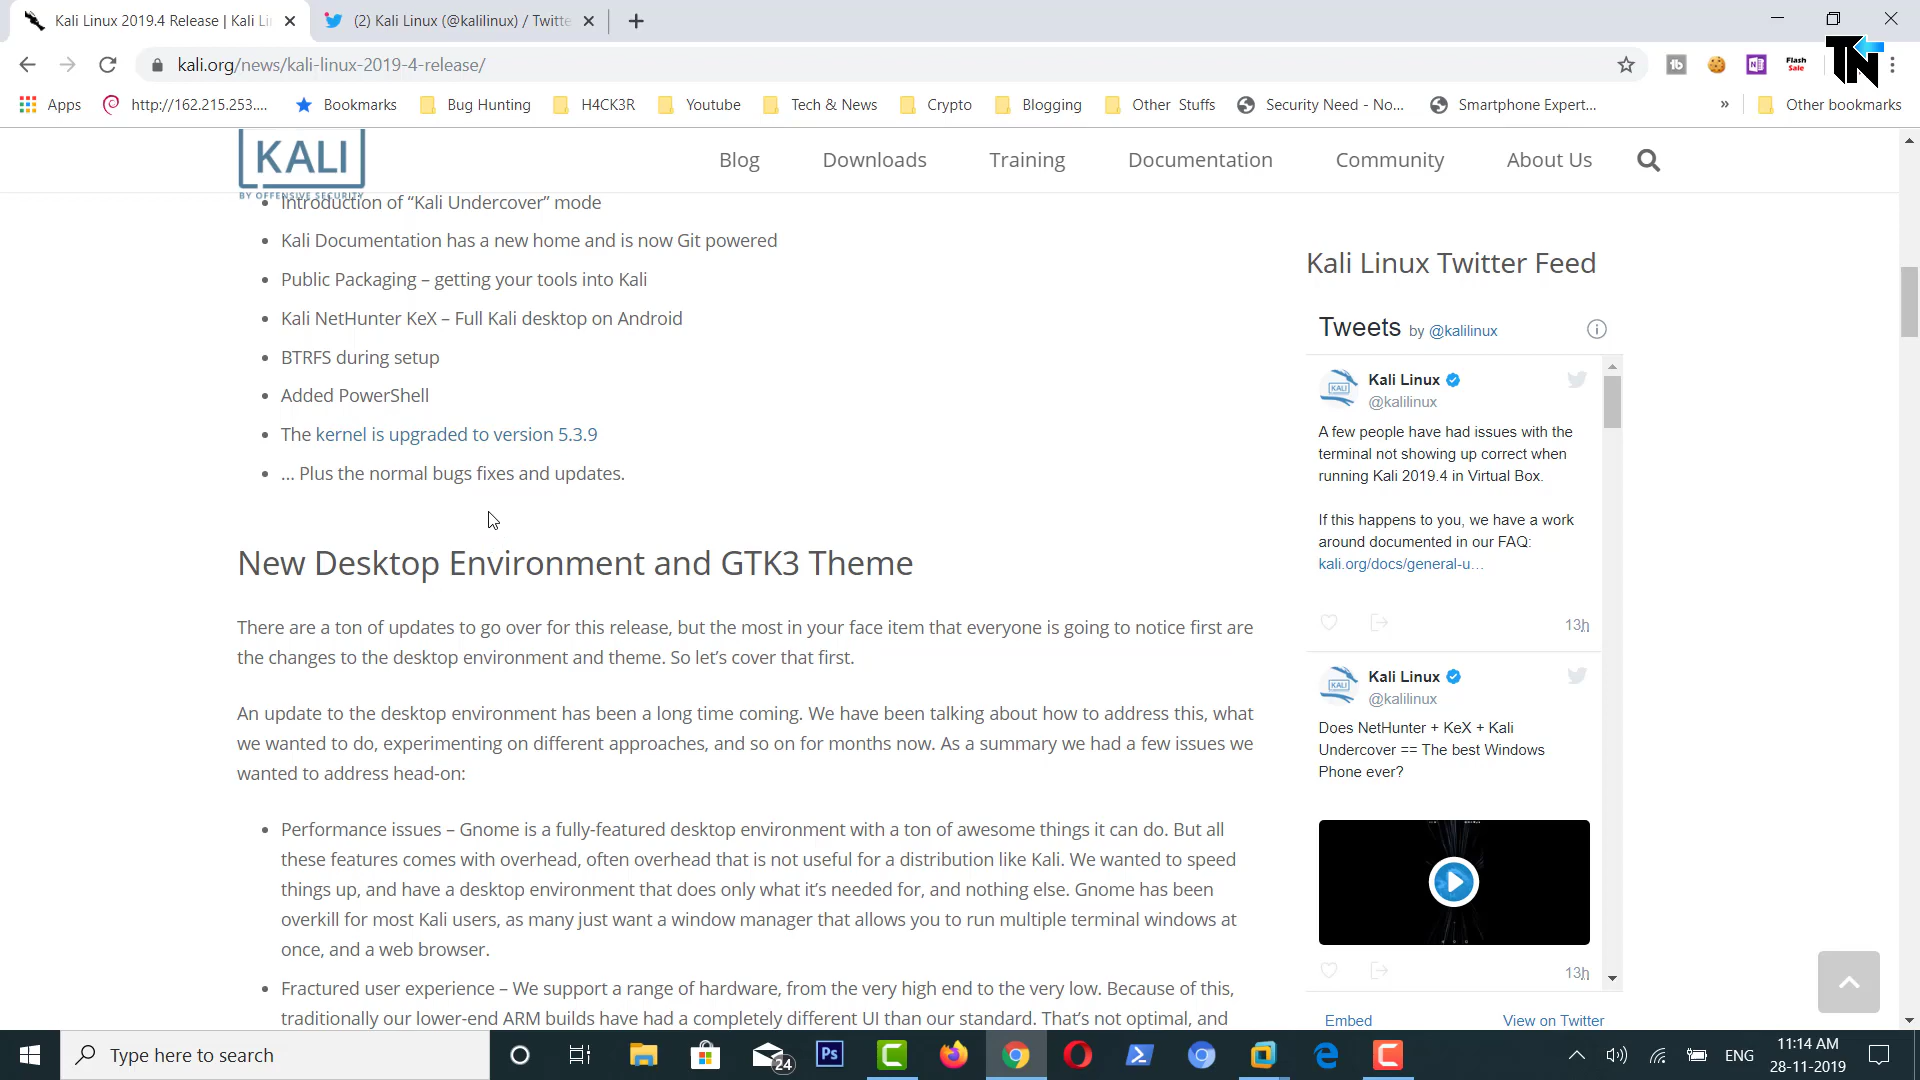 Kali Linux 2019.4 Release | Kali Li
(2) Kali Linux (@kalilinux) / Twitte
kali.org/news/kali-linux-2019-4-release/
tb
N
Flash
Sale
TN
Apps
http://162.215.253....
Bookmarks
Bug Hunting
H4CK3R
Youtube
Tech & News
Crypto
Blogging
Other Stuffs
Security Need - No...
Smartphone Expert...
»
Other bookmarks
KALI
BY OFFENSIVE SECURITY
Blog
Downloads
Training
Documentation
Community
About Us
Introduction of “Kali Undercover” mode
Kali Documentation has a new home and is now Git powered
Public Packaging – getting your tools into Kali
Kali NetHunter KeX – Full Kali desktop on Android
BTRFS during setup
Added PowerShell
The kernel is upgraded to version 5.3.9
… Plus the normal bugs fixes and updates.
New Desktop Environment and GTK3 Theme
There are a ton of updates to go over for this release, but the most in your face item that everyone is going to notice first are
the changes to the desktop environment and theme. So let’s cover that first.
An update to the desktop environment has been a long time coming. We have been talking about how to address this, what
we wanted to do, experimenting on different approaches, and so on for months now. As a summary we had a few issues we
wanted to address head-on:
Performance issues – Gnome is a fully-featured desktop environment with a ton of awesome things it can do. But all
these features comes with overhead, often overhead that is not useful for a distribution like Kali. We wanted to speed
things up, and have a desktop environment that does only what it’s needed for, and nothing else. Gnome has been
overkill for most Kali users, as many just want a window manager that allows you to run multiple terminal windows at
once, and a web browser.
Fractured user experience – We support a range of hardware, from the very high end to the very low. Because of this,
traditionally our lower-end ARM builds have had a completely different UI than our standard. That’s not optimal, and
Kali Linux Twitter Feed
Tweets by @kalilinux
Kali Linux
@kalilinux
A few people have had issues with the
terminal not showing up correct when
running Kali 2019.4 in Virtual Box.
If this happens to you, we have a work
around documented in our FAQ:
kali.org/docs/general-u…
13h
Kali Linux
@kalilinux
Does NetHunter + KeX + Kali
Undercover == The best Windows
Phone ever?
13h
Embed
View on Twitter
Type here to search
24
Ps
ENG
11:14 AM
28-11-2019